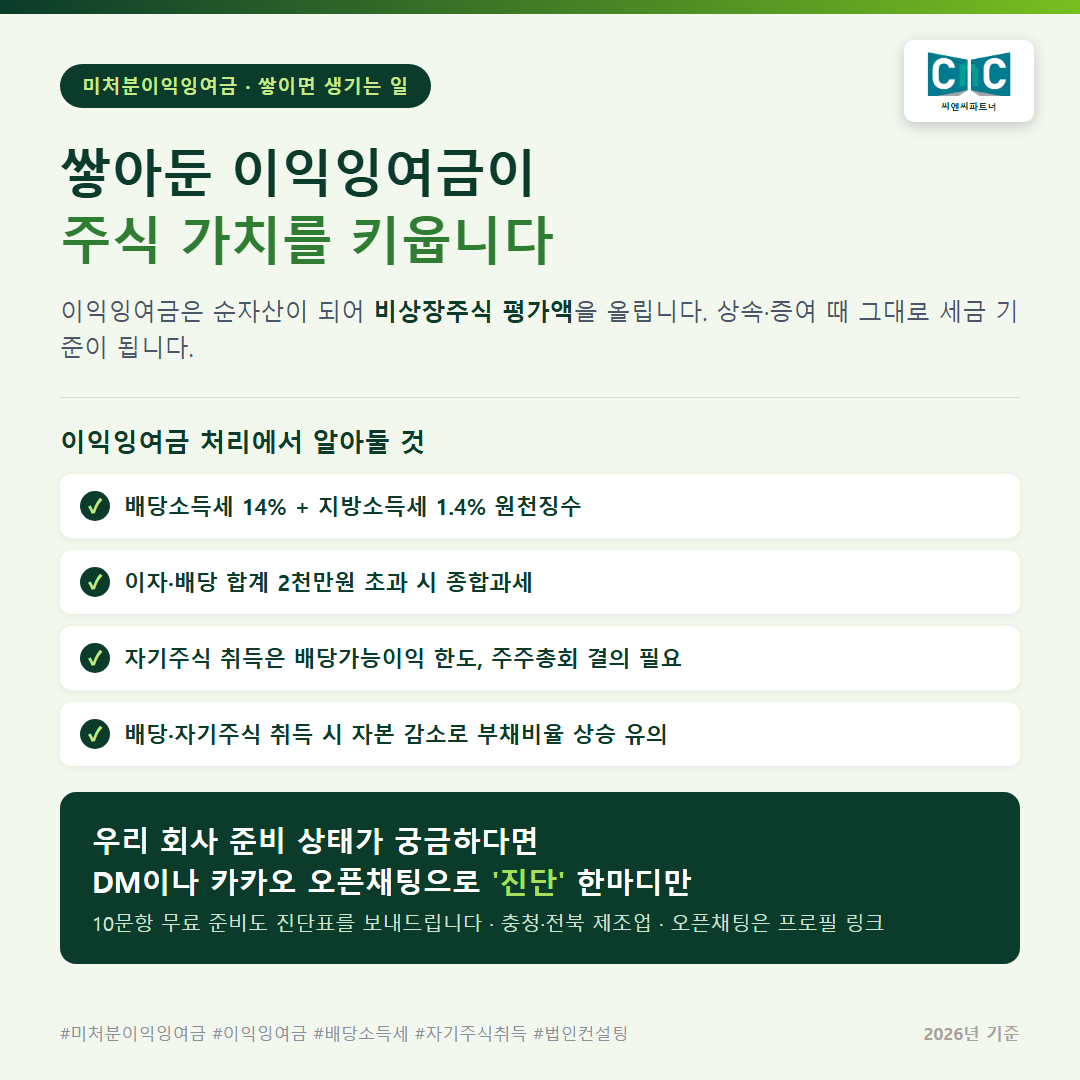 미처분이익잉여금 · 쌓이면 생기는 일
CnC
씨엔씨파트너
쌓아둔 이익잉여금이
주식 가치를 키웁니다
이익잉여금은 순자산이 되어 비상장주식 평가액을 올립니다. 상속·증여 때 그대로 세금 기
준이 됩니다.
이익잉여금 처리에서 알아둘 것
✓ 배당소득세 14% + 지방소득세 1.4% 원천징수
✓ 이자·배당 합계 2천만원 초과 시 종합과세
✓ 자기주식 취득은 배당가능이익 한도, 주주총회 결의 필요
✓ 배당·자기주식 취득 시 자본 감소로 부채비율 상승 유의
우리 회사 준비 상태가 궁금하다면
DM이나 카카오 오픈채팅으로 '진단' 한마디만
10문항 무료 준비도 진단표를 보내드립니다 · 충청·전북 제조업 · 오픈채팅은 프로필 링크
#미처분이익잉여금 #이익잉여금 #배당소득세 #자기주식취득 #법인컨설팅
2026년 기준